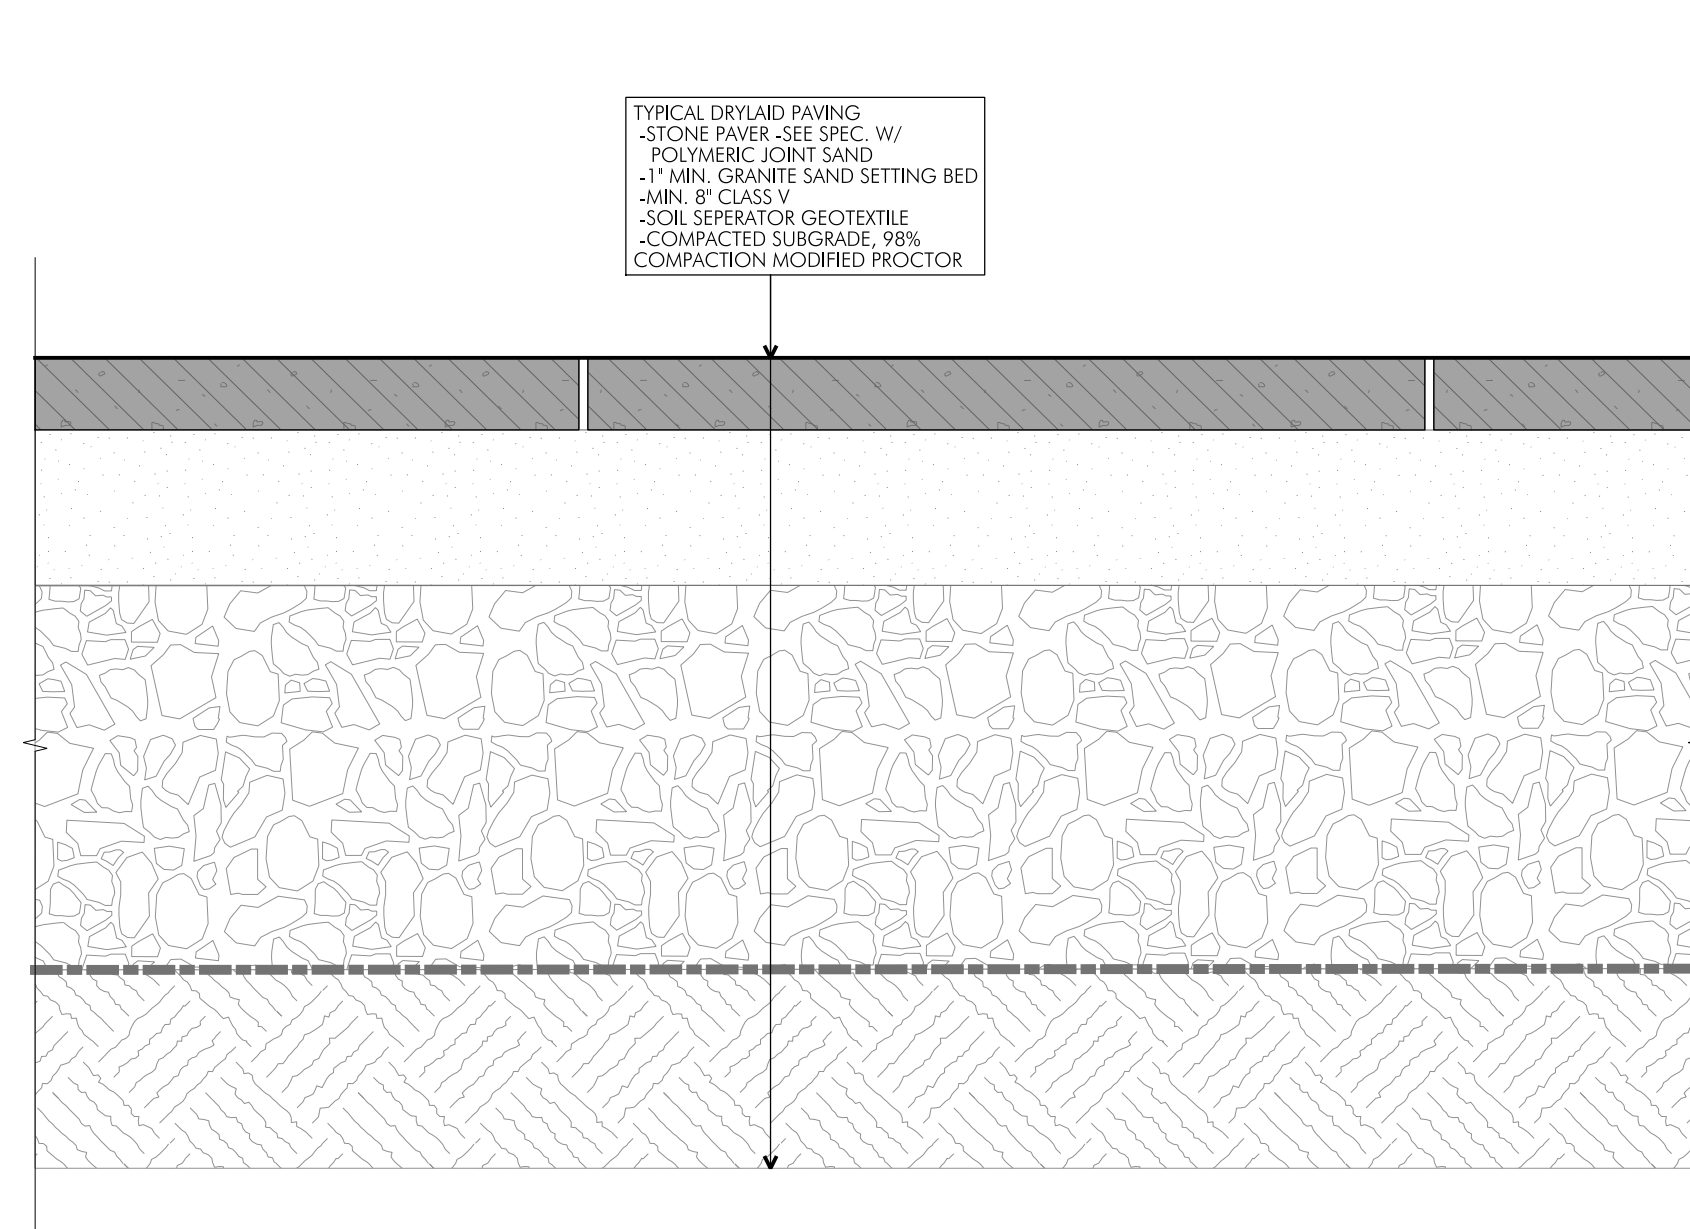 TYPICAL DRYLAID PAVING
-STONE PAVER -SEE SPEC. W/
POLYMERIC JOINT SAND
-1" MIN. GRANITE SAND SETTING BED
-MIN. 8" CLASS V
-SOIL SEPERATOR GEOTEXTILE
-COMPACTED SUBGRADE, 98%
COMPACTION MODIFIED PROCTOR